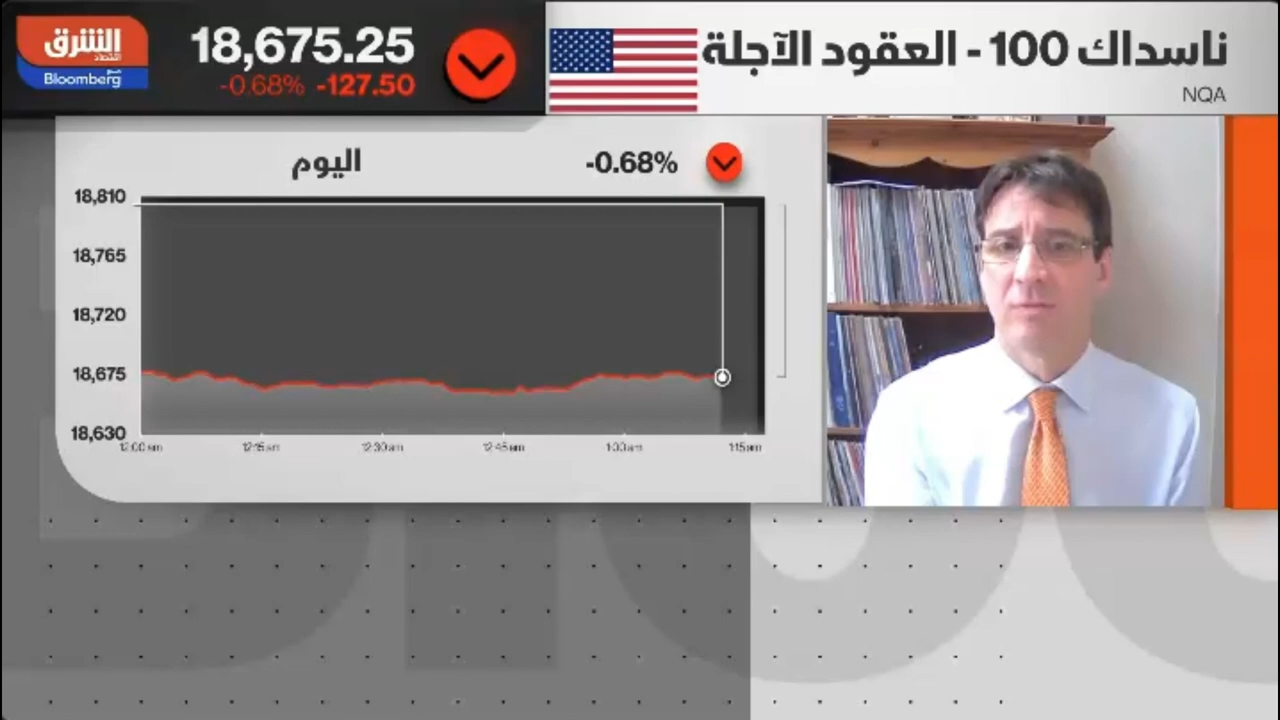 ناسداك 100 - العقود الآجلة
NQA
18,675.25
-0.68% -127.50
الشرق
اقتصاد
مع
Bloomberg
اليوم
-0.68%
18,810
18,765
18,720
18,675
18,630
12:00 am 12:15 am 12:30 am 12:45 am 1:00 am 1:15 am